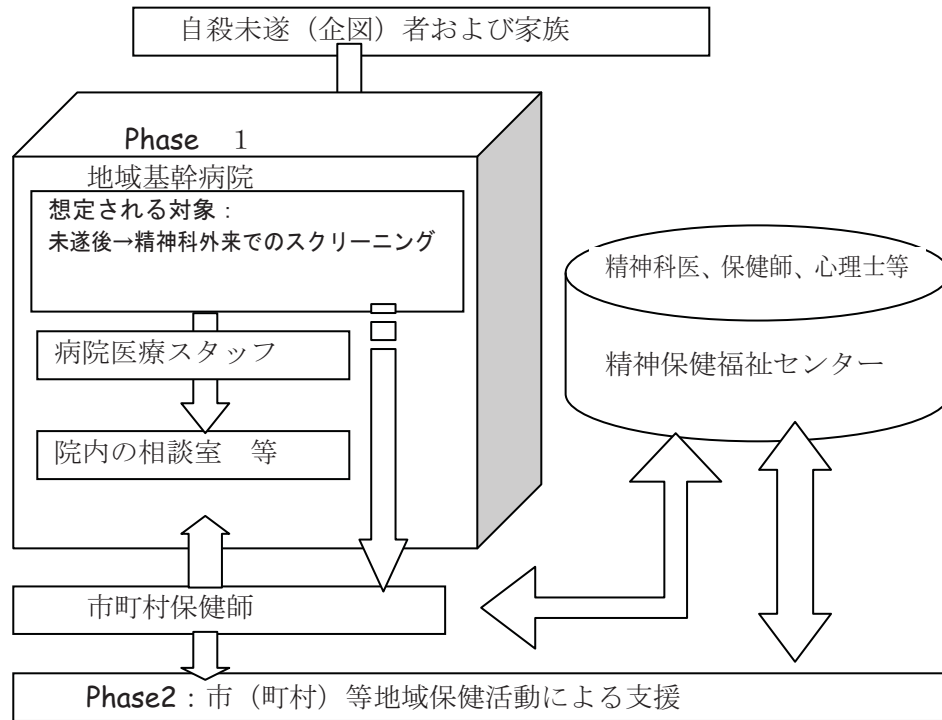 自殺未遂（企図）者および家族
Phase　1
地域基幹病院
想定される対象：
未遂後→精神科外来でのスクリーニング
病院医療スタッフ
院内の相談室　等
精神科医、保健師、心理士等
精神保健福祉センター
市町村保健師
Phase2：市（町村）等地域保健活動による支援